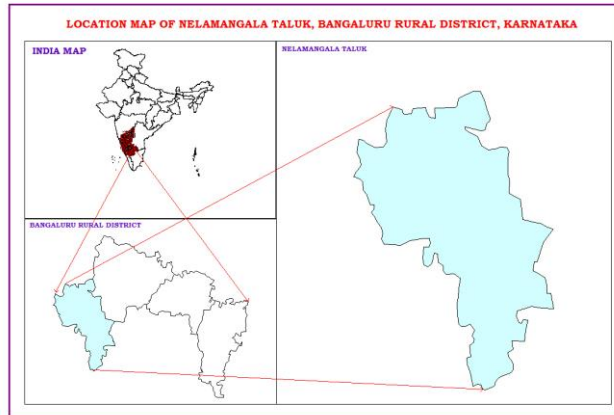 LOCATION MAP OF NELAMANGALA TALUK, BANGALURU RURAL DISTRICT, KARNATAKA
INDIA MAP
NELAMANGALA TALUK
BANGALURU RURAL DISTRICT